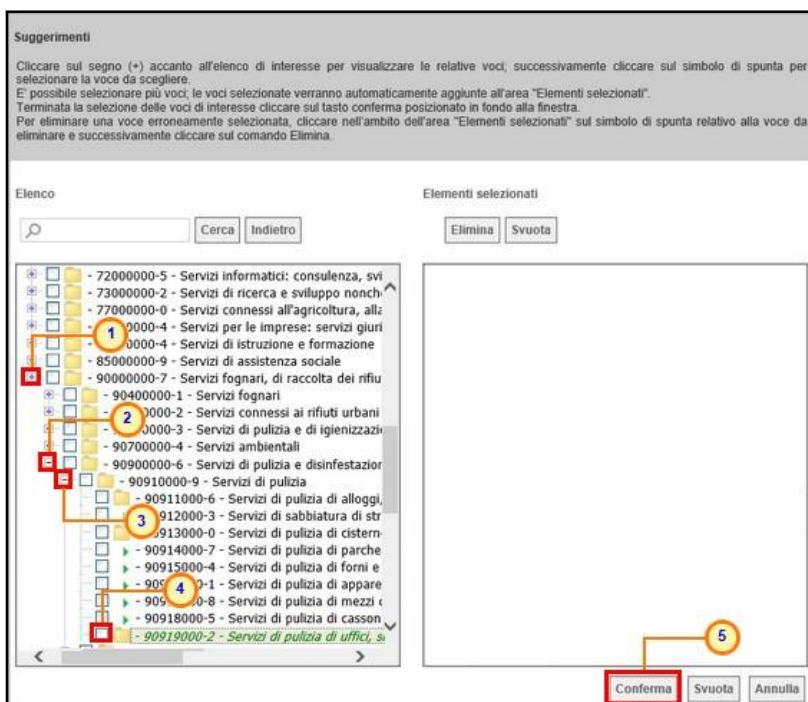 Suggerimenti
Cliccare sul segno (+) accanto all'elenco di interesse per visualizzare le relative voci; successivamente cliccare sul simbolo di spunta per
selezionare la voce da scegliere.
E' possibile selezionare più voci; le voci selezionate verranno automaticamente aggiunte all'area "Elementi selezionati".
Terminata la selezione delle voci di interesse cliccare sul tasto conferma posizionato in fondo alla finestra.
Per eliminare una voce erroneamente selezionata, cliccare nell'ambito dell'area "Elementi selezionati" sul simbolo di spunta relativo alla voce da
eliminare e successivamente cliccare sul comando Elimina.
Elenco
Cerca Indietro
- 72000000-5 - Servizi informatici: consulenza, svi
- 73000000-2 - Servizi di ricerca e sviluppo nonch
- 77000000-0 - Servizi connessi all'agricoltura, alla
0000-4 - Servizi per le imprese: servizi giuri
1
0000-4 - Servizi di istruzione e formazione
- 85000000-9 - Servizi di assistenza sociale
- 90000000-7 - Servizi fognari, di raccolta dei rifiu
- 90400000-1 - Servizi fognari
2
000-2 - Servizi connessi ai rifiuti urbani
000-3 - Servizi di pulizia e di igienizzazi
- 90700000-4 - Servizi ambientali
- 90900000-6 - Servizi di pulizia e disinfestazior
- 90910000-9 - Servizi di pulizia
- 90911000-6 - Servizi di pulizia di alloggi,
912000-3 - Servizi di sabbiatura di str
3
913000-0 - Servizi di pulizia di cistern
- 90914000-7 - Servizi di pulizia di parche
- 90915000-4 - Servizi di pulizia di forni e
0-1 - Servizi di pulizia di appare
4
0-8 - Servizi di pulizia di mezzi
- 90918000-5 - Servizi di pulizia di casson
- 90919000-2 - Servizi di pulizia di uffici,
Elementi selezionati
Elimina Svuota
5
Conferma Svuota Annulla